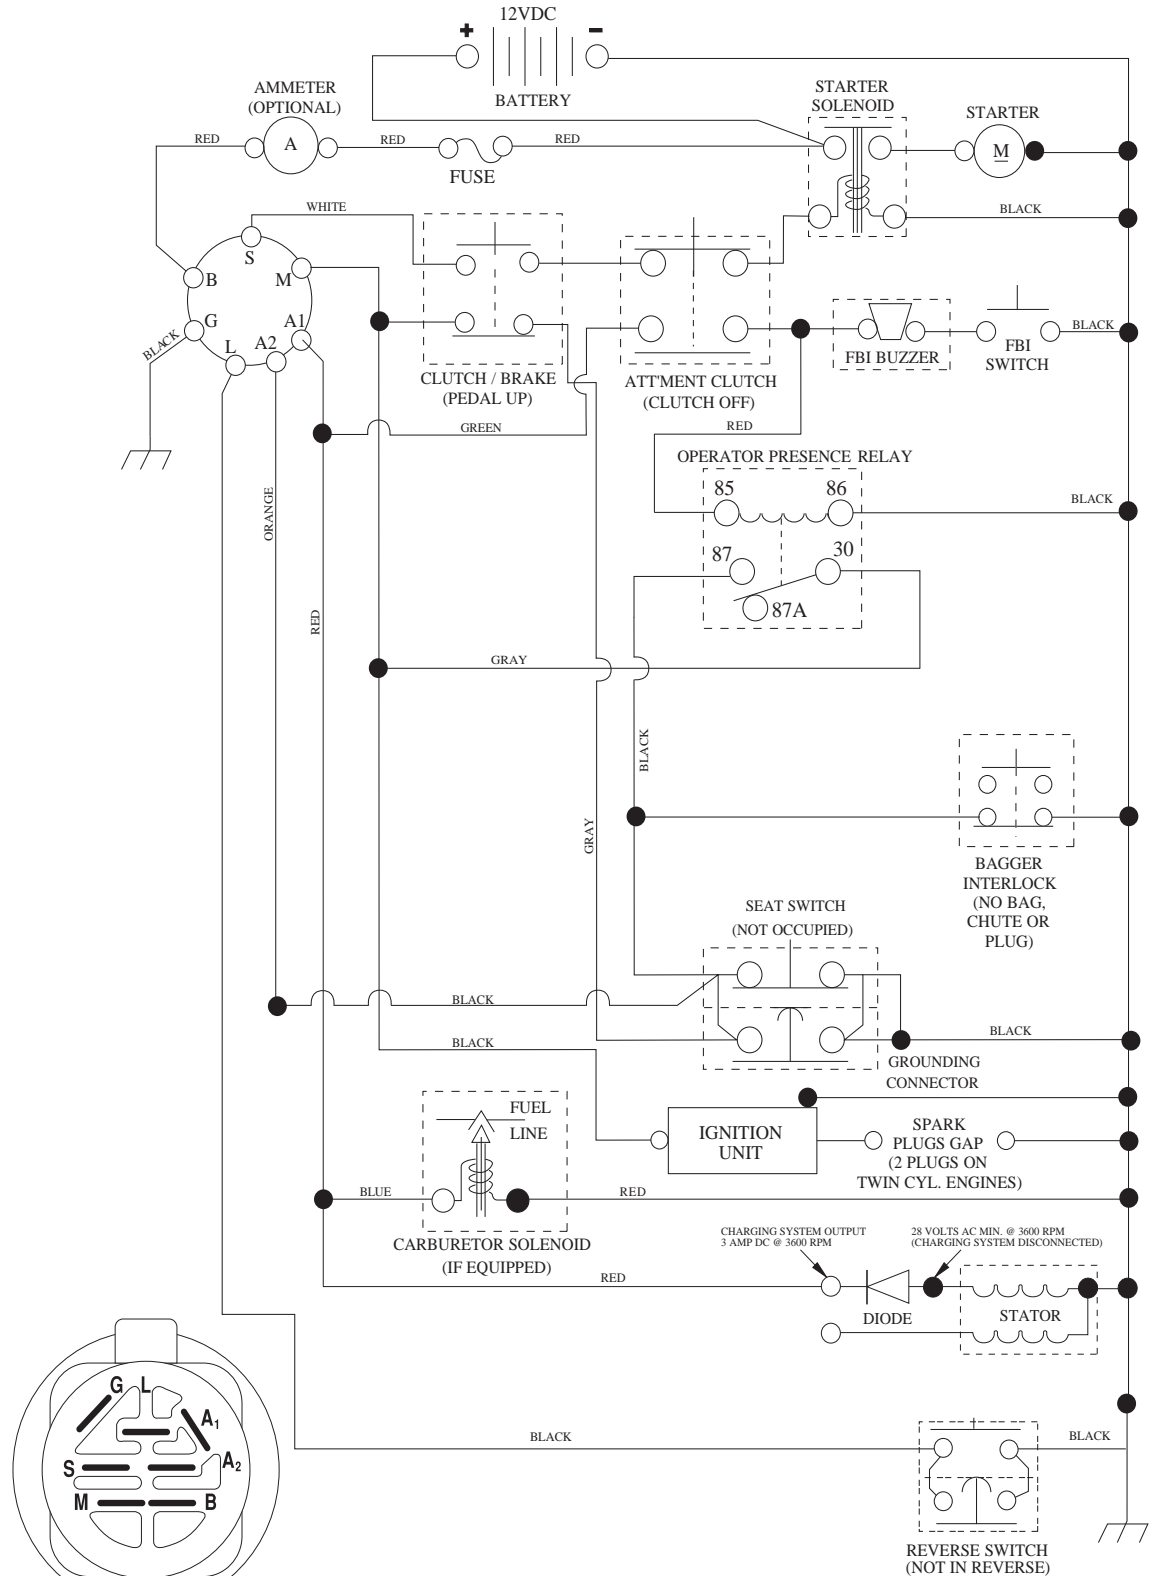 12VDC
+
-
BATTERY
AMMETER
(OPTIONAL)
RED
A
RED
FUSE
RED
STARTER
SOLENOID
STARTER
M
WHITE
BLACK
S
B
M
G
A1
L
A2
BLACK
CLUTCH / BRAKE
(PEDAL UP)
ATT'MENT CLUTCH
(CLUTCH OFF)
FBI BUZZER
FBI
SWITCH
BLACK
GREEN
RED
OPERATOR PRESENCE RELAY
85
86
BLACK
87
30
87A
ORANGE
RED
GRAY
BLACK
GRAY
BAGGER
INTERLOCK
(NO BAG,
CHUTE OR
PLUG)
SEAT SWITCH
(NOT OCCUPIED)
BLACK
BLACK
BLACK
GROUNDING
CONNECTOR
FUEL
LINE
IGNITION
UNIT
SPARK
PLUGS GAP
(2 PLUGS ON
TWIN CYL. ENGINES)
BLUE
RED
CARBURETOR SOLENOID
(IF EQUIPPED)
CHARGING SYSTEM OUTPUT
3 AMP DC @ 3600 RPM
28 VOLTS AC MIN. @ 3600 RPM
(CHARGING SYSTEM DISCONNECTED)
RED
DIODE
STATOR
G L
A1
S
A2
M
B
BLACK
BLACK
REVERSE SWITCH
(NOT IN REVERSE)